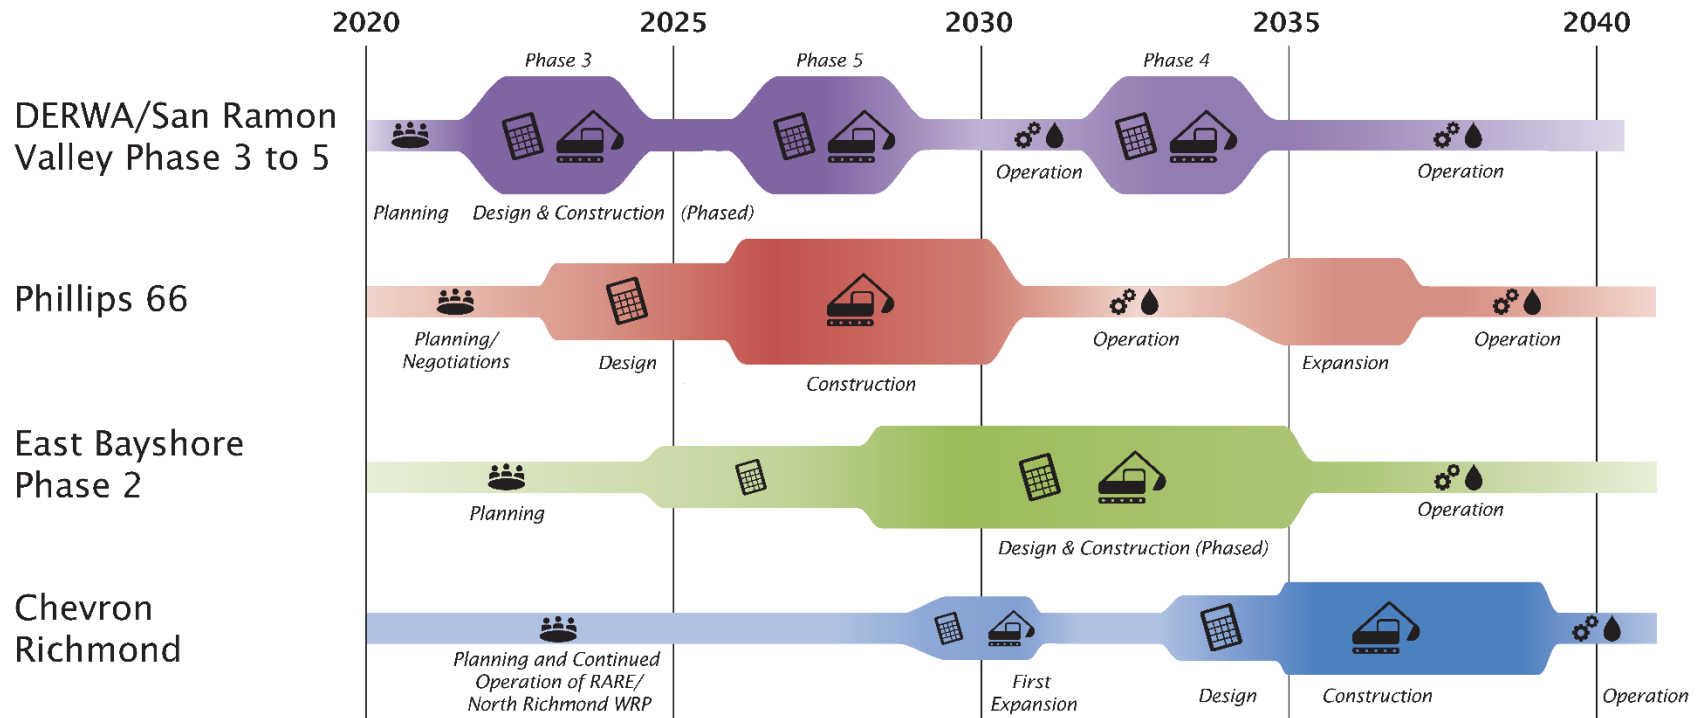 2020 2025 2030 2035 2040
Phase 3 Phase 5 Phase 4
DERWA/San Ramon
Valley Phase 3 to 5
Operation Operation
Planning Design & Construction (Phased)
Phillips 66
Planning/
Negotiations
Design
Operation
Expansion
Operation
Construction
East Bayshore
Phase 2
Planning
Operation
Design & Construction (Phased)
Chevron
Richmond
Planning and Continued
Operation of RARE/
North Richmond WRP
First
Expansion
Design
Construction
Operation